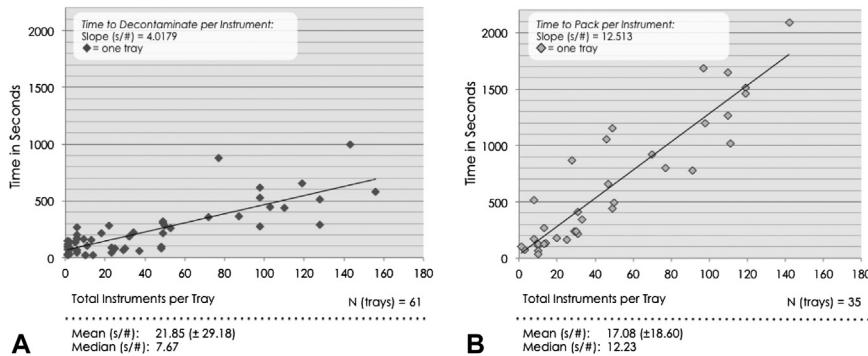 Time to Decontaminate per Instrument:
Slope (s/#) = 4.0179
= one tray
Time in Seconds
2000
1500
1000
500
0
0 20 40 60 80 100 120 140 160 180
Total Instruments per Tray
N (trays) = 61
A
Mean (s/#): 21.85 (± 29.18)
Median (s/#): 7.67
Time to Pack per Instrument:
Slope (s/#) = 12.513
= one tray
Time in Seconds
2000
1500
1000
500
0
0 20 40 60 80 100 120 140 160 180
Total Instruments per Tray
N (trays) = 35
B
Mean (s/#): 17.08 (±18.60)
Median (s/#): 12.23